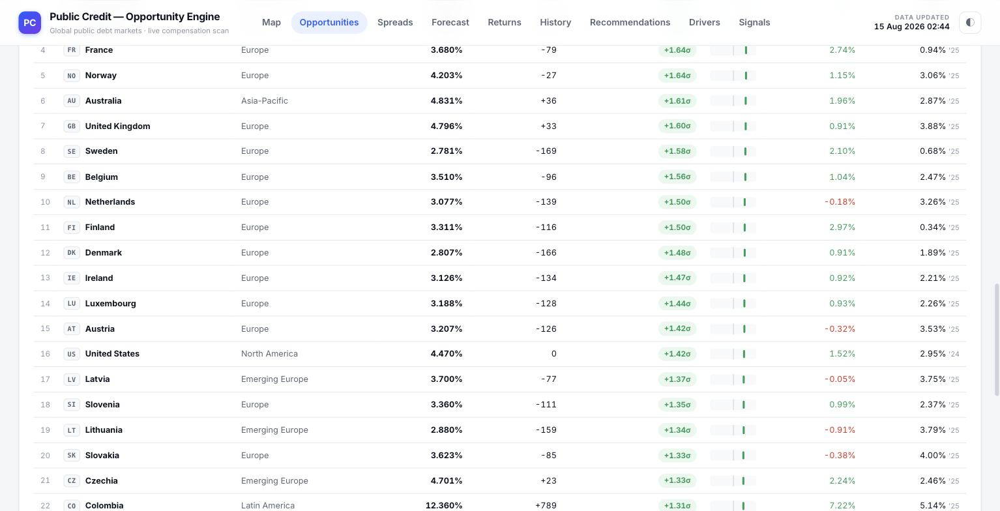 PC
Public Credit — Opportunity Engine
Global public debt markets · live compensation scan
Map Opportunities Spreads Forecast Returns History Recommendations Drivers Signals
DATA UPDATED
15 Aug 2026 02:44
4 FR France Europe 3.680% -79 +1.64σ 2.74% 0.94% '25
5 NO Norway Europe 4.203% -27 +1.64σ 1.15% 3.06% '25
6 AU Australia Asia-Pacific 4.831% +36 +1.61σ 1.96% 2.87% '25
7 GB United Kingdom Europe 4.796% +33 +1.60σ 0.91% 3.88% '25
8 SE Sweden Europe 2.781% -169 +1.58σ 2.10% 0.68% '25
9 BE Belgium Europe 3.510% -96 +1.56σ 1.04% 2.47% '25
10 NL Netherlands Europe 3.077% -139 +1.50σ -0.18% 3.26% '25
11 FI Finland Europe 3.311% -116 +1.50σ 2.97% 0.34% '25
12 DK Denmark Europe 2.807% -166 +1.48σ 0.91% 1.89% '25
13 IE Ireland Europe 3.126% -134 +1.47σ 0.92% 2.21% '25
14 LU Luxembourg Europe 3.188% -128 +1.44σ 0.93% 2.26% '25
15 AT Austria Europe 3.207% -126 +1.42σ -0.32% 3.53% '25
16 US United States North America 4.470% 0 +1.42σ 1.52% 2.95% '24
17 LV Latvia Emerging Europe 3.700% -77 +1.37σ -0.05% 3.75% '25
18 SI Slovenia Europe 3.360% -111 +1.35σ 0.99% 2.37% '25
19 LT Lithuania Emerging Europe 2.880% -159 +1.34σ -0.91% 3.79% '25
20 SK Slovakia Europe 3.623% -85 +1.33σ -0.38% 4.00% '25
21 CZ Czechia Emerging Europe 4.701% +23 +1.33σ 2.24% 2.46% '25
22 CO Colombia Latin America 12.360% +789 +1.31σ 7.22% 5.14% '25